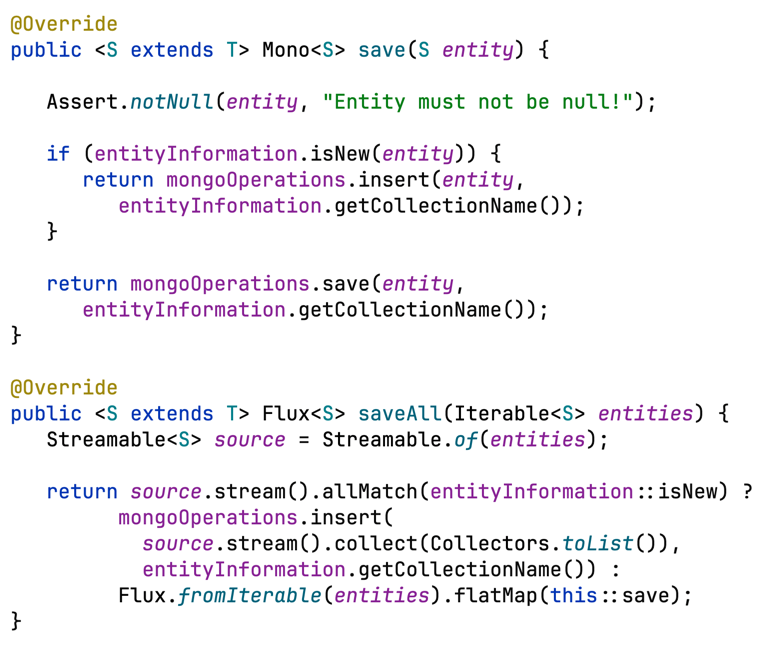 @Override
public <S extends T> Mono<S> save(S entity) {
Assert.notNull(entity, "Entity must not be null!");
if (entityInformation.isNew(entity)) {
return mongoOperations.insert(entity,
entityInformation.getCollectionName());
}
return mongoOperations.save(entity,
entityInformation.getCollectionName());
}
@Override
public <S extends T> Flux<S> saveAll(Iterable<S> entities) {
Streamable<S> source = Streamable.of(entities);
return source.stream().allMatch(entityInformation::isNew) ?
mongoOperations.insert(
source.stream().collect(Collectors.toList()),
entityInformation.getCollectionName()) :
Flux.fromIterable(entities).flatMap(this::save);
}